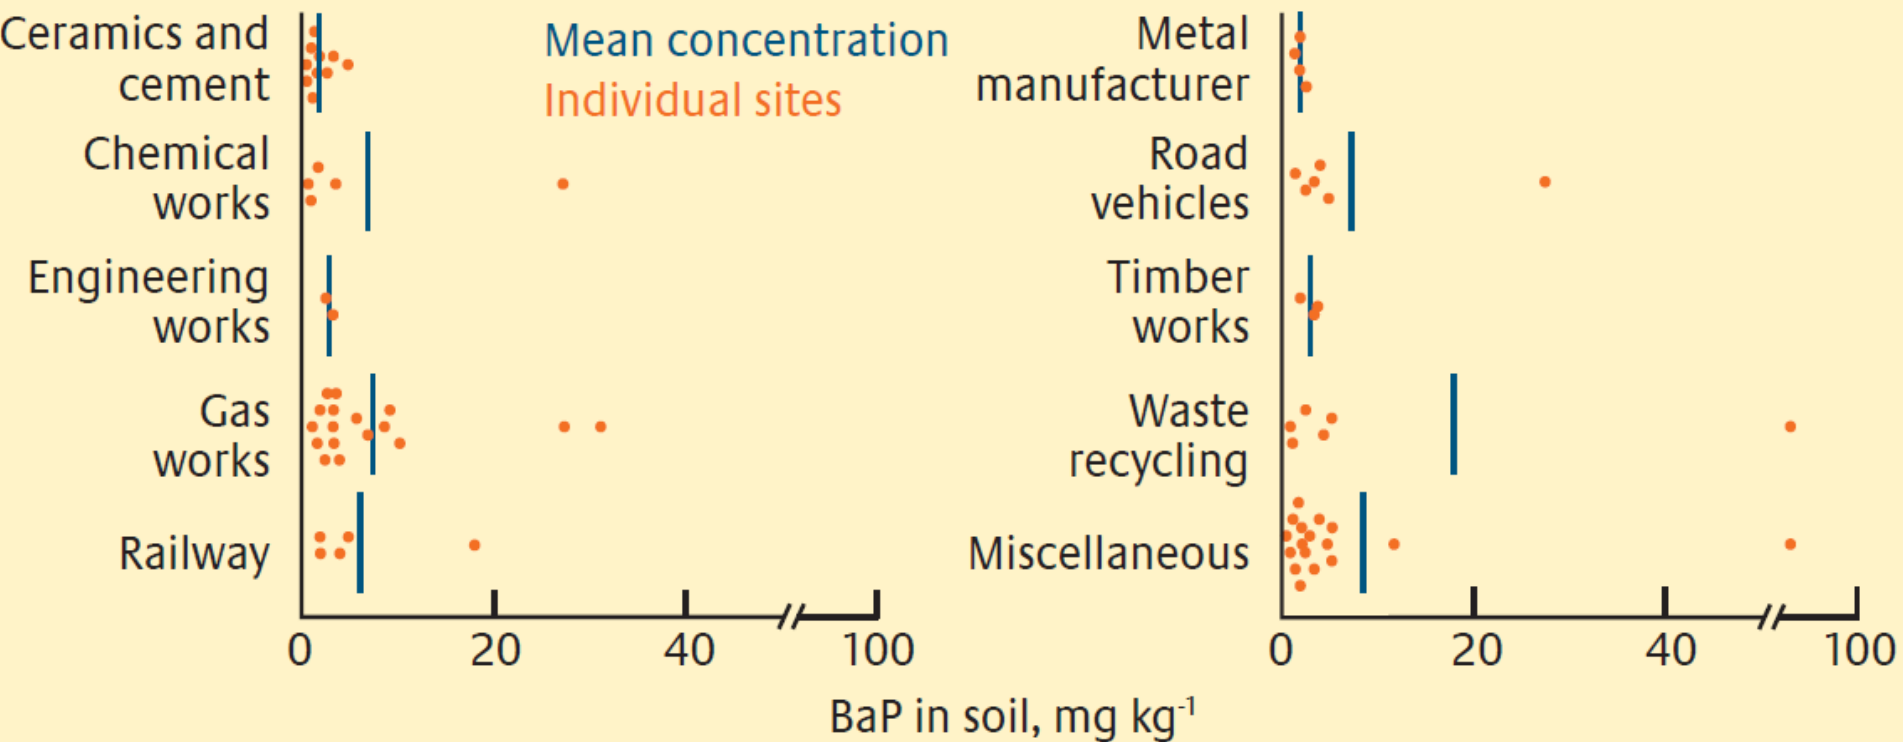 Ceramics and
cement
Chemical
works
Engineering
works
Gas
works
Railway
Mean concentration
Individual sites
0
20
40
100
Metal
manufacturer
Road
vehicles
Timber
works
Waste
recycling
Miscellaneous
0
20
40
100
BaP in soil, mg kg⁻¹